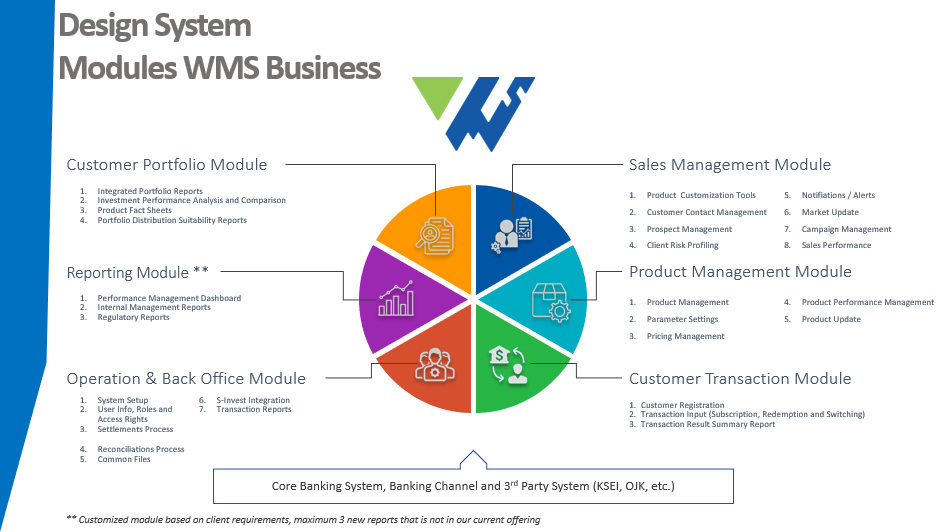 Design System
Modules WMS Business
Customer Portfolio Module
1. Integrated Portfolio Reports
2. Investment Performance Analysis and Comparison
3. Product Fact Sheets
4. Portfolio Distribution Suitability Reports
Reporting Module **
1. Performance Management Dashboard
2. Internal Management Reports
3. Regulatory Reports
Operation & Back Office Module
1. System Setup
2. User Info, Roles and
Access Rights
3. Settlements Process
4. Reconciliations Process
5. Common Files
6. S-Invest Integration
7. Transaction Reports
Sales Management Module
1. Product Customization Tools
2. Customer Contact Management
3. Prospect Management
4. Client Risk Profiling
5. Notifiations / Alerts
6. Market Update
7. Campaign Management
8. Sales Performance
Product Management Module
1. Product Management
2. Parameter Settings
3. Pricing Management
4. Product Performance Management
5. Product Update
Customer Transaction Module
1. Customer Registration
2. Transaction Input (Subscription, Redemption and Switching)
3. Transaction Result Summary Report
Core Banking System, Banking Channel and 3rd Party System (KSEI, OJK, etc.)
** Customized module based on client requirements, maximum 3 new reports that is not in our current offering